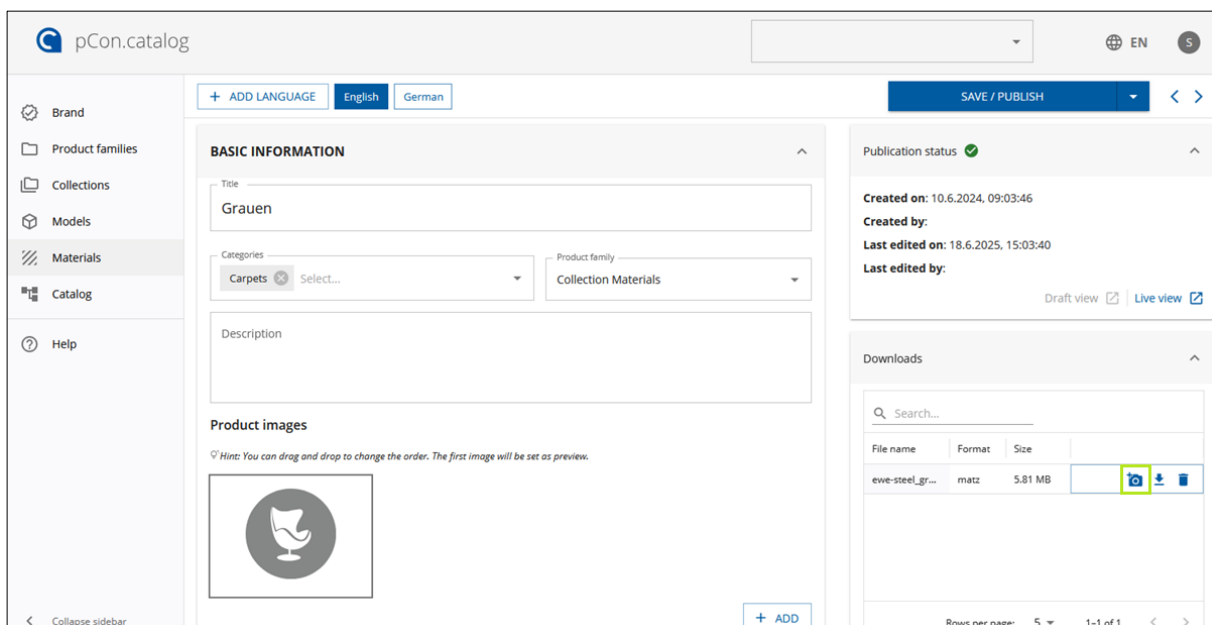 pCon.catalog
EN
S
Brand
Product families
Collections
Models
Materials
Catalog
Help
Collapse sidebar
+ ADD LANGUAGE
English
German
SAVE / PUBLISH
BASIC INFORMATION
Title
Grauen
Categories
Carpets
Select...
Product family
Collection Materials
Description
Product images
Hint: You can drag and drop to change the order. The first image will be set as preview.
+ ADD
Publication status
Created on: 10.6.2024, 09:03:46
Created by:
Last edited on: 18.6.2025, 15:03:40
Last edited by:
Draft view
Live view
Downloads
Search...
File name Format Size
ewe-steel_gr... matz 5.81 MB
Rows per page: 5 1–1 of 1